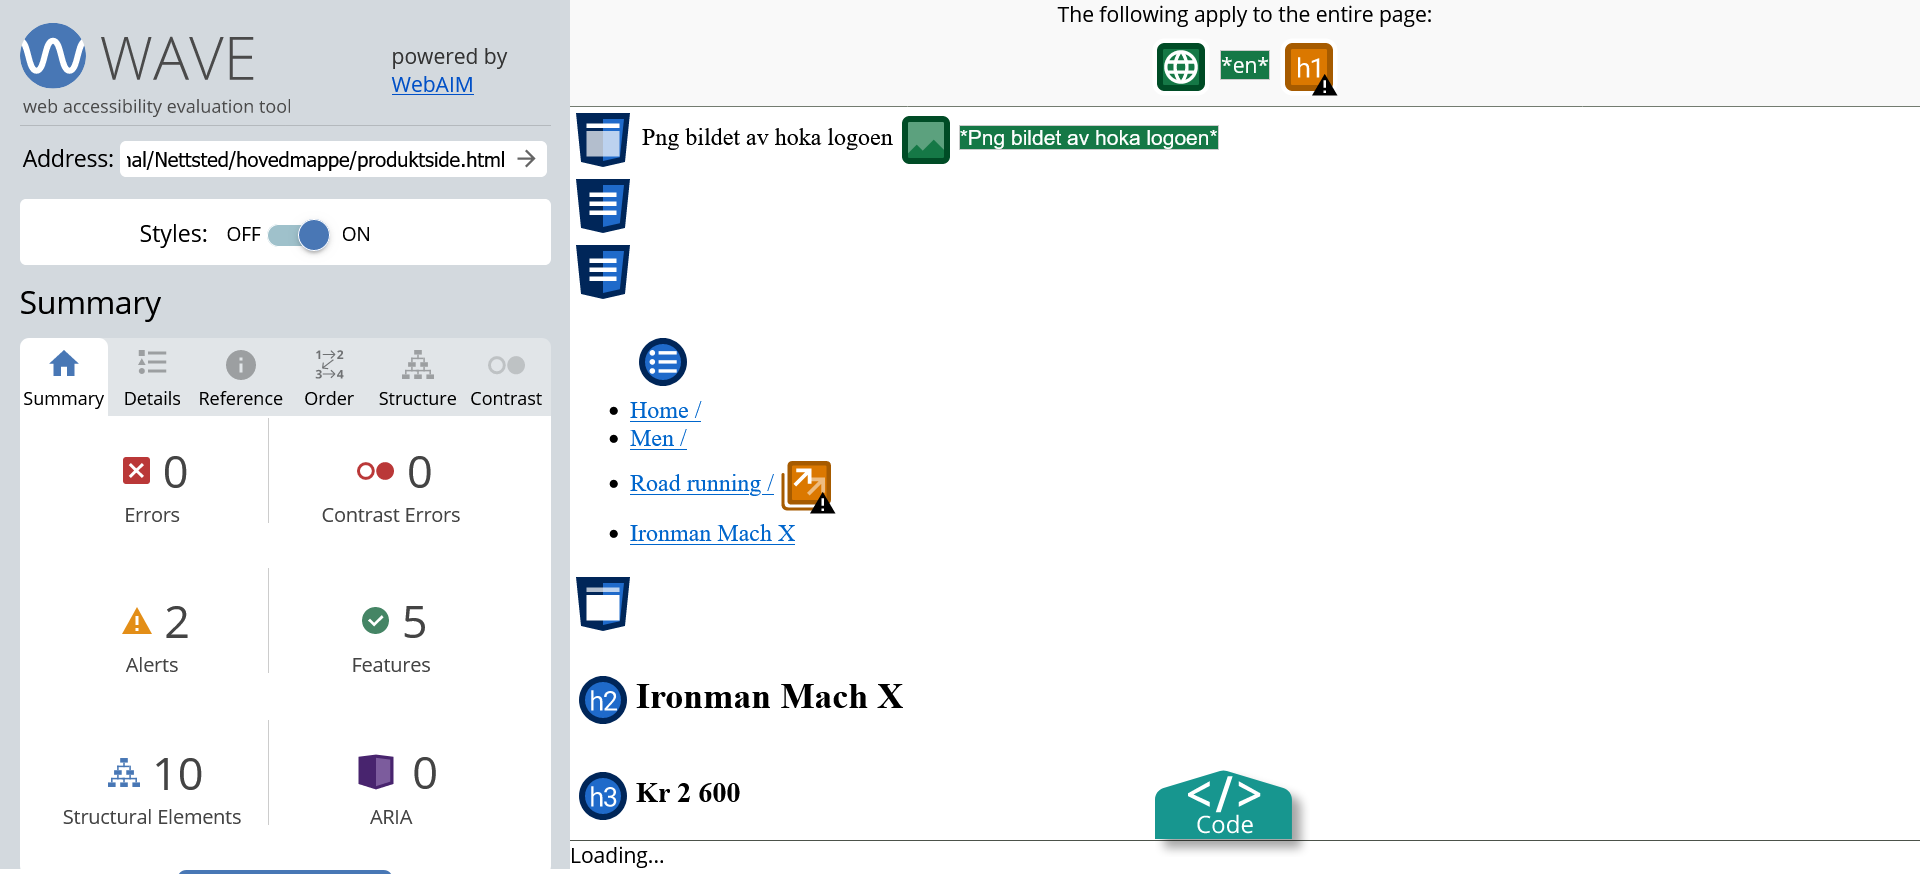 WAVE
web accessibility evaluation tool
powered by
WebAIM
Address: ıal/Nettsted/hovedmappe/produktside.html
Styles: OFF ON
Summary
Summary Details Reference Order Structure Contrast
0 Errors
0 Contrast Errors
2 Alerts
5 Features
10 Structural Elements
0 ARIA
The following apply to the entire page:
*en* h1
Png bildet av hoka logoen *Png bildet av hoka logoen*
Home /
Men /
Road running /
Ironman Mach X
h2 Ironman Mach X
h3 Kr 2 600
</> Code
Loading...